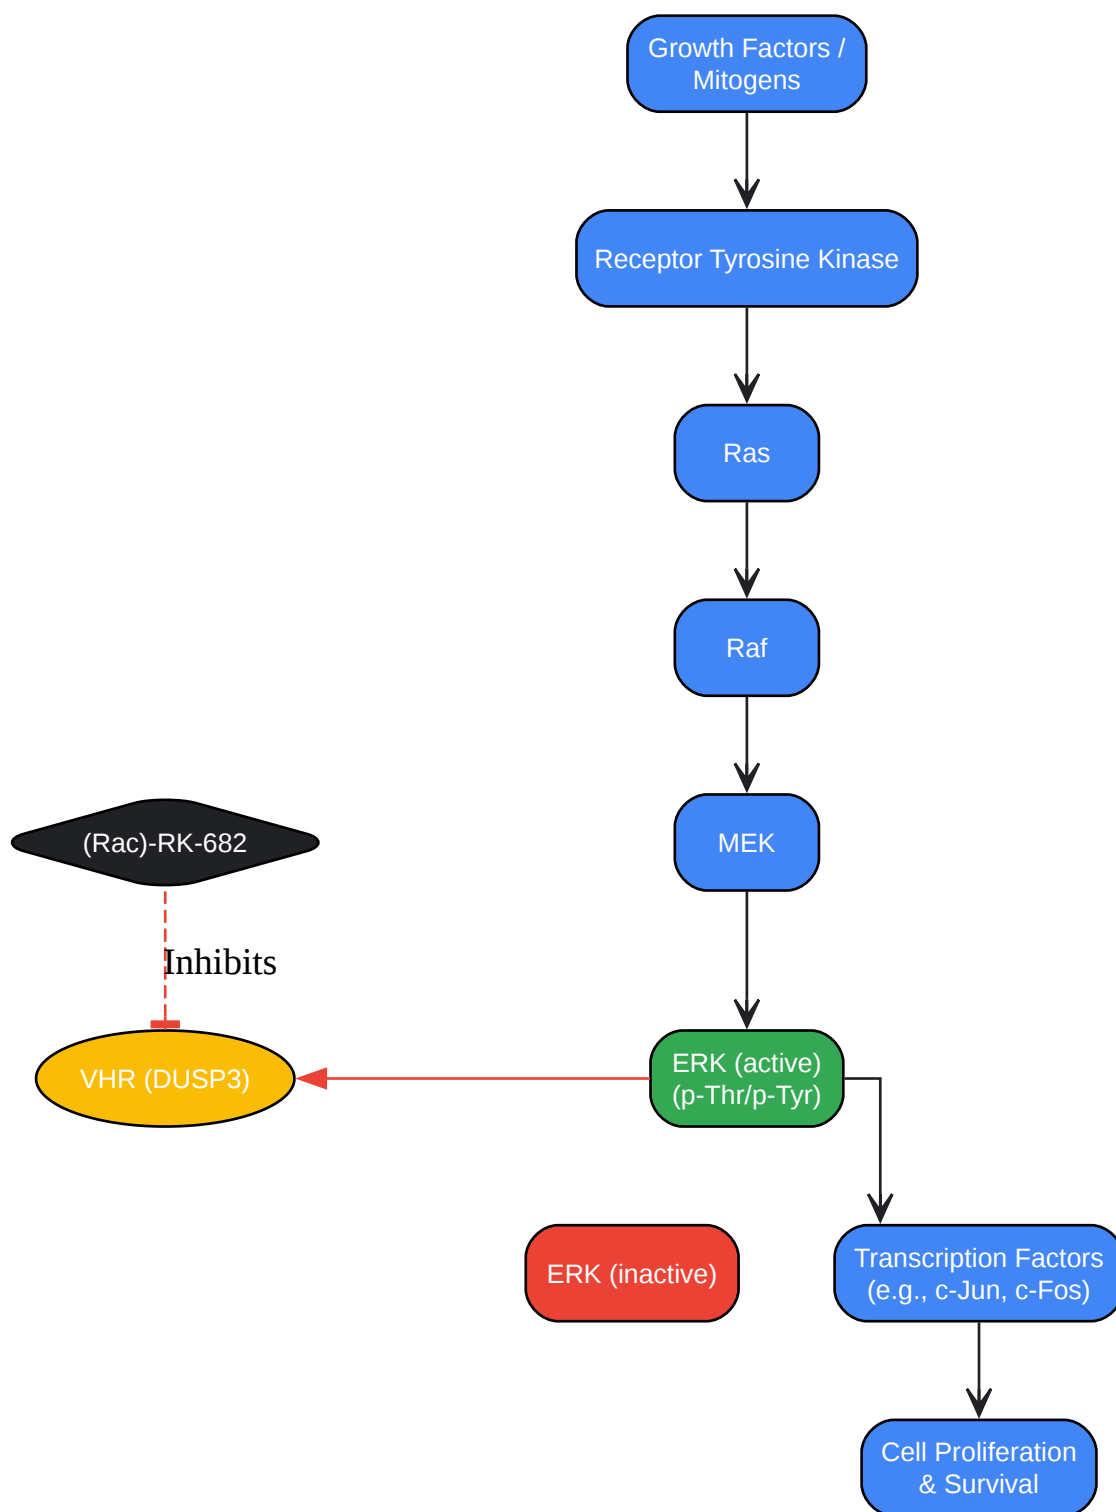 Growth Factors /
Mitogens
Receptor Tyrosine Kinase
Ras
Raf
(Rac)-RK-682
MEK
Inhibits
VHR (DUSP3)
ERK (active)
(p-Thr/p-Tyr)
ERK (inactive)
Transcription Factors
(e.g., c-Jun, c-Fos)
Cell Proliferation
& Survival